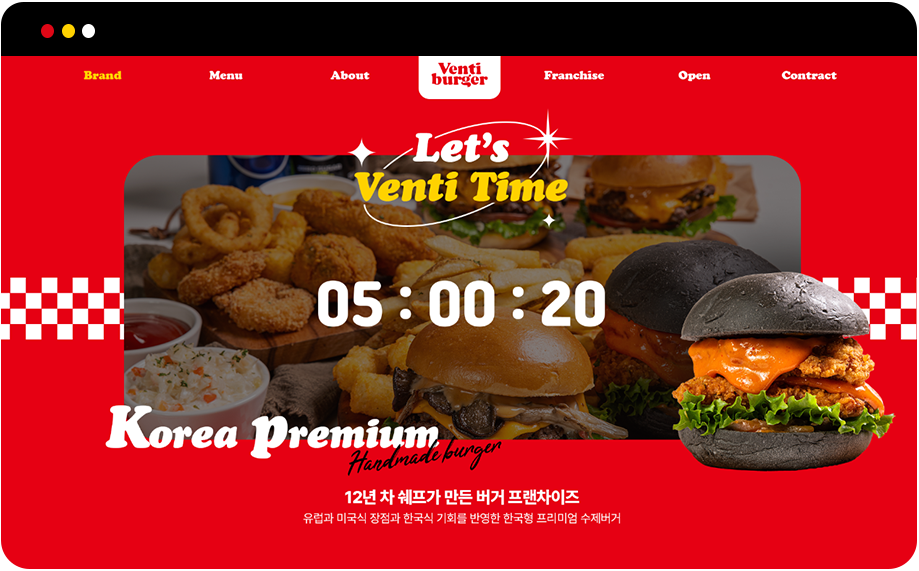 Brand Menu About Venti burger Franchise Open Contract
Let's
Venti Time
05 : 00 : 20
Korea Premium
Handmade burger
12년 차 쉐프가 만든 버거 프랜차이즈
유럽과 미국식 장점과 한국식 기회를 반영한 한국형 프리미엄 수제버거